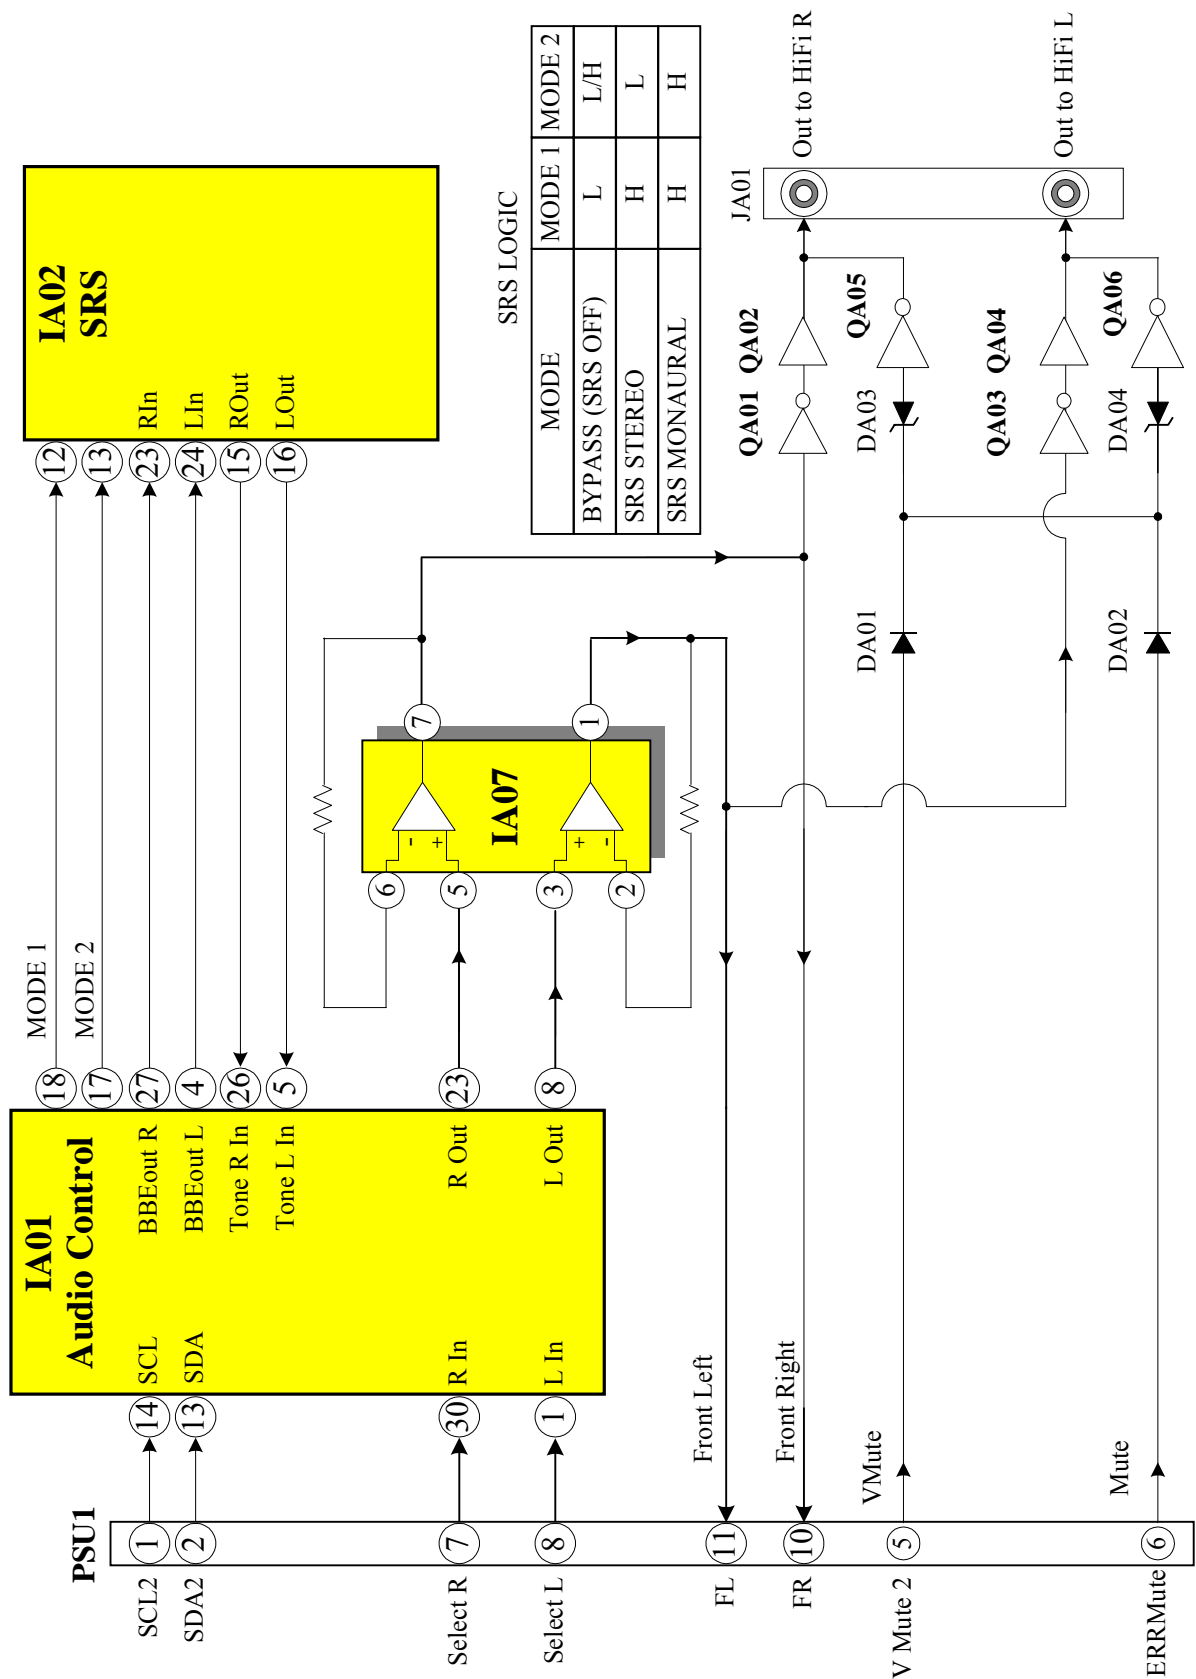 PSU1
SCL2
1
SDA2
2
Select R
7
Select L
8
FL
11
FR
10
V Mute 2
5
ERRMute
6
Front Left
Front Right
VMute
Mute
IA01
Audio Control
14
SCL
13
SDA
30
R In
1
L In
18
17
BBEout R
27
BBEout L
4
Tone R In
26
Tone L In
5
R Out
23
L Out
8
MODE 1
MODE 2
IA07
6
-
5
+
3
+
2
-
7
1
IA02
SRS
12
13
23
RIn
24
LIn
15
ROut
16
LOut
SRS LOGIC
MODE MODE 1 MODE 2
BYPASS (SRS OFF) L L/H
SRS STEREO H L
SRS MONAURAL H H
DA01
DA02
QA01
QA02
DA03
QA05
QA03
QA04
DA04
QA06
JA01
Out to HiFi R
Out to HiFi L